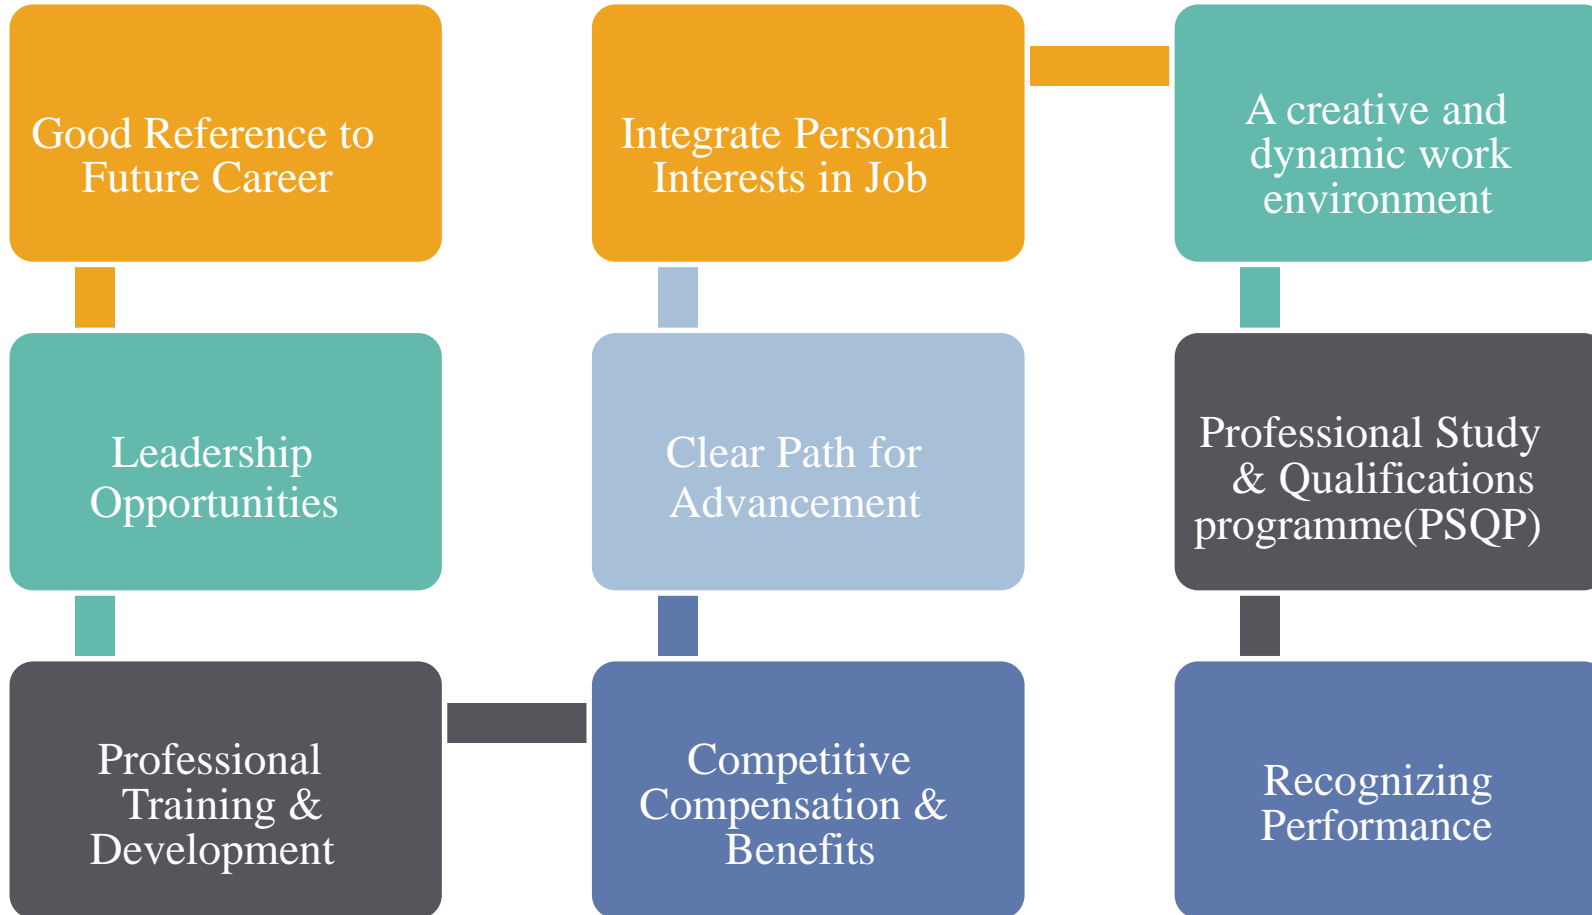 Good Reference to
Future Career
Leadership
Opportunities
Professional
Training &
Development
Competitive
Compensation &
Benefits
Clear Path for
Advancement
Integrate Personal
Interests in Job
A creative and
dynamic work
environment
Professional Study
& Qualifications
programme(PSQP)
Recognizing
Performance